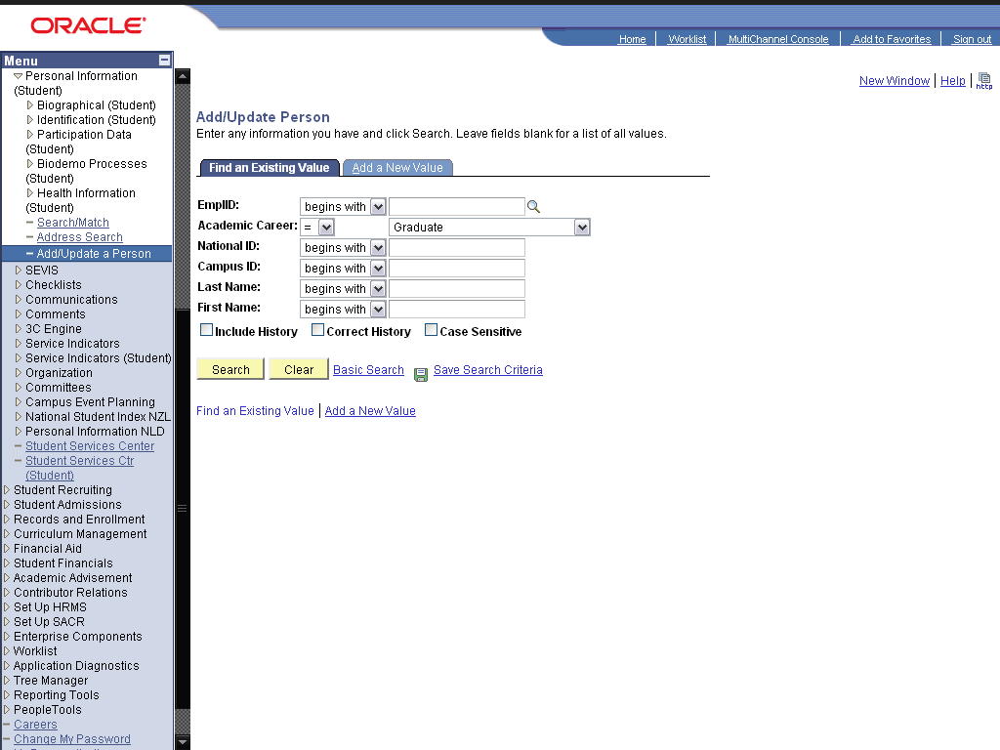 ORACLE
Home
Worklist
MultiChannel Console
Add to Favorites
Sign out
Menu
Personal Information
(Student)
Biographical (Student)
Identification (Student)
Participation Data
(Student)
Biodemo Processes
(Student)
Health Information
(Student)
Search/Match
Address Search
Add/Update a Person
SEVIS
Checklists
Communications
Comments
3C Engine
Service Indicators
Service Indicators (Student)
Organization
Committees
Campus Event Planning
National Student Index NZL
Personal Information NLD
Student Services Center
Student Services Ctr
(Student)
Student Recruiting
Student Admissions
Records and Enrollment
Curriculum Management
Financial Aid
Student Financials
Academic Advisement
Contributor Relations
Set Up HRMS
Set Up SACR
Enterprise Components
Worklist
Application Diagnostics
Tree Manager
Reporting Tools
PeopleTools
Careers
Change My Password
New Window | Help | http
Add/Update Person
Enter any information you have and click Search. Leave fields blank for a list of all values.
Find an Existing Value
Add a New Value
EmplID: begins with
Academic Career: = Graduate
National ID: begins with
Campus ID: begins with
Last Name: begins with
First Name: begins with
Include History Correct History Case Sensitive
Search Clear Basic Search Save Search Criteria
Find an Existing Value | Add a New Value